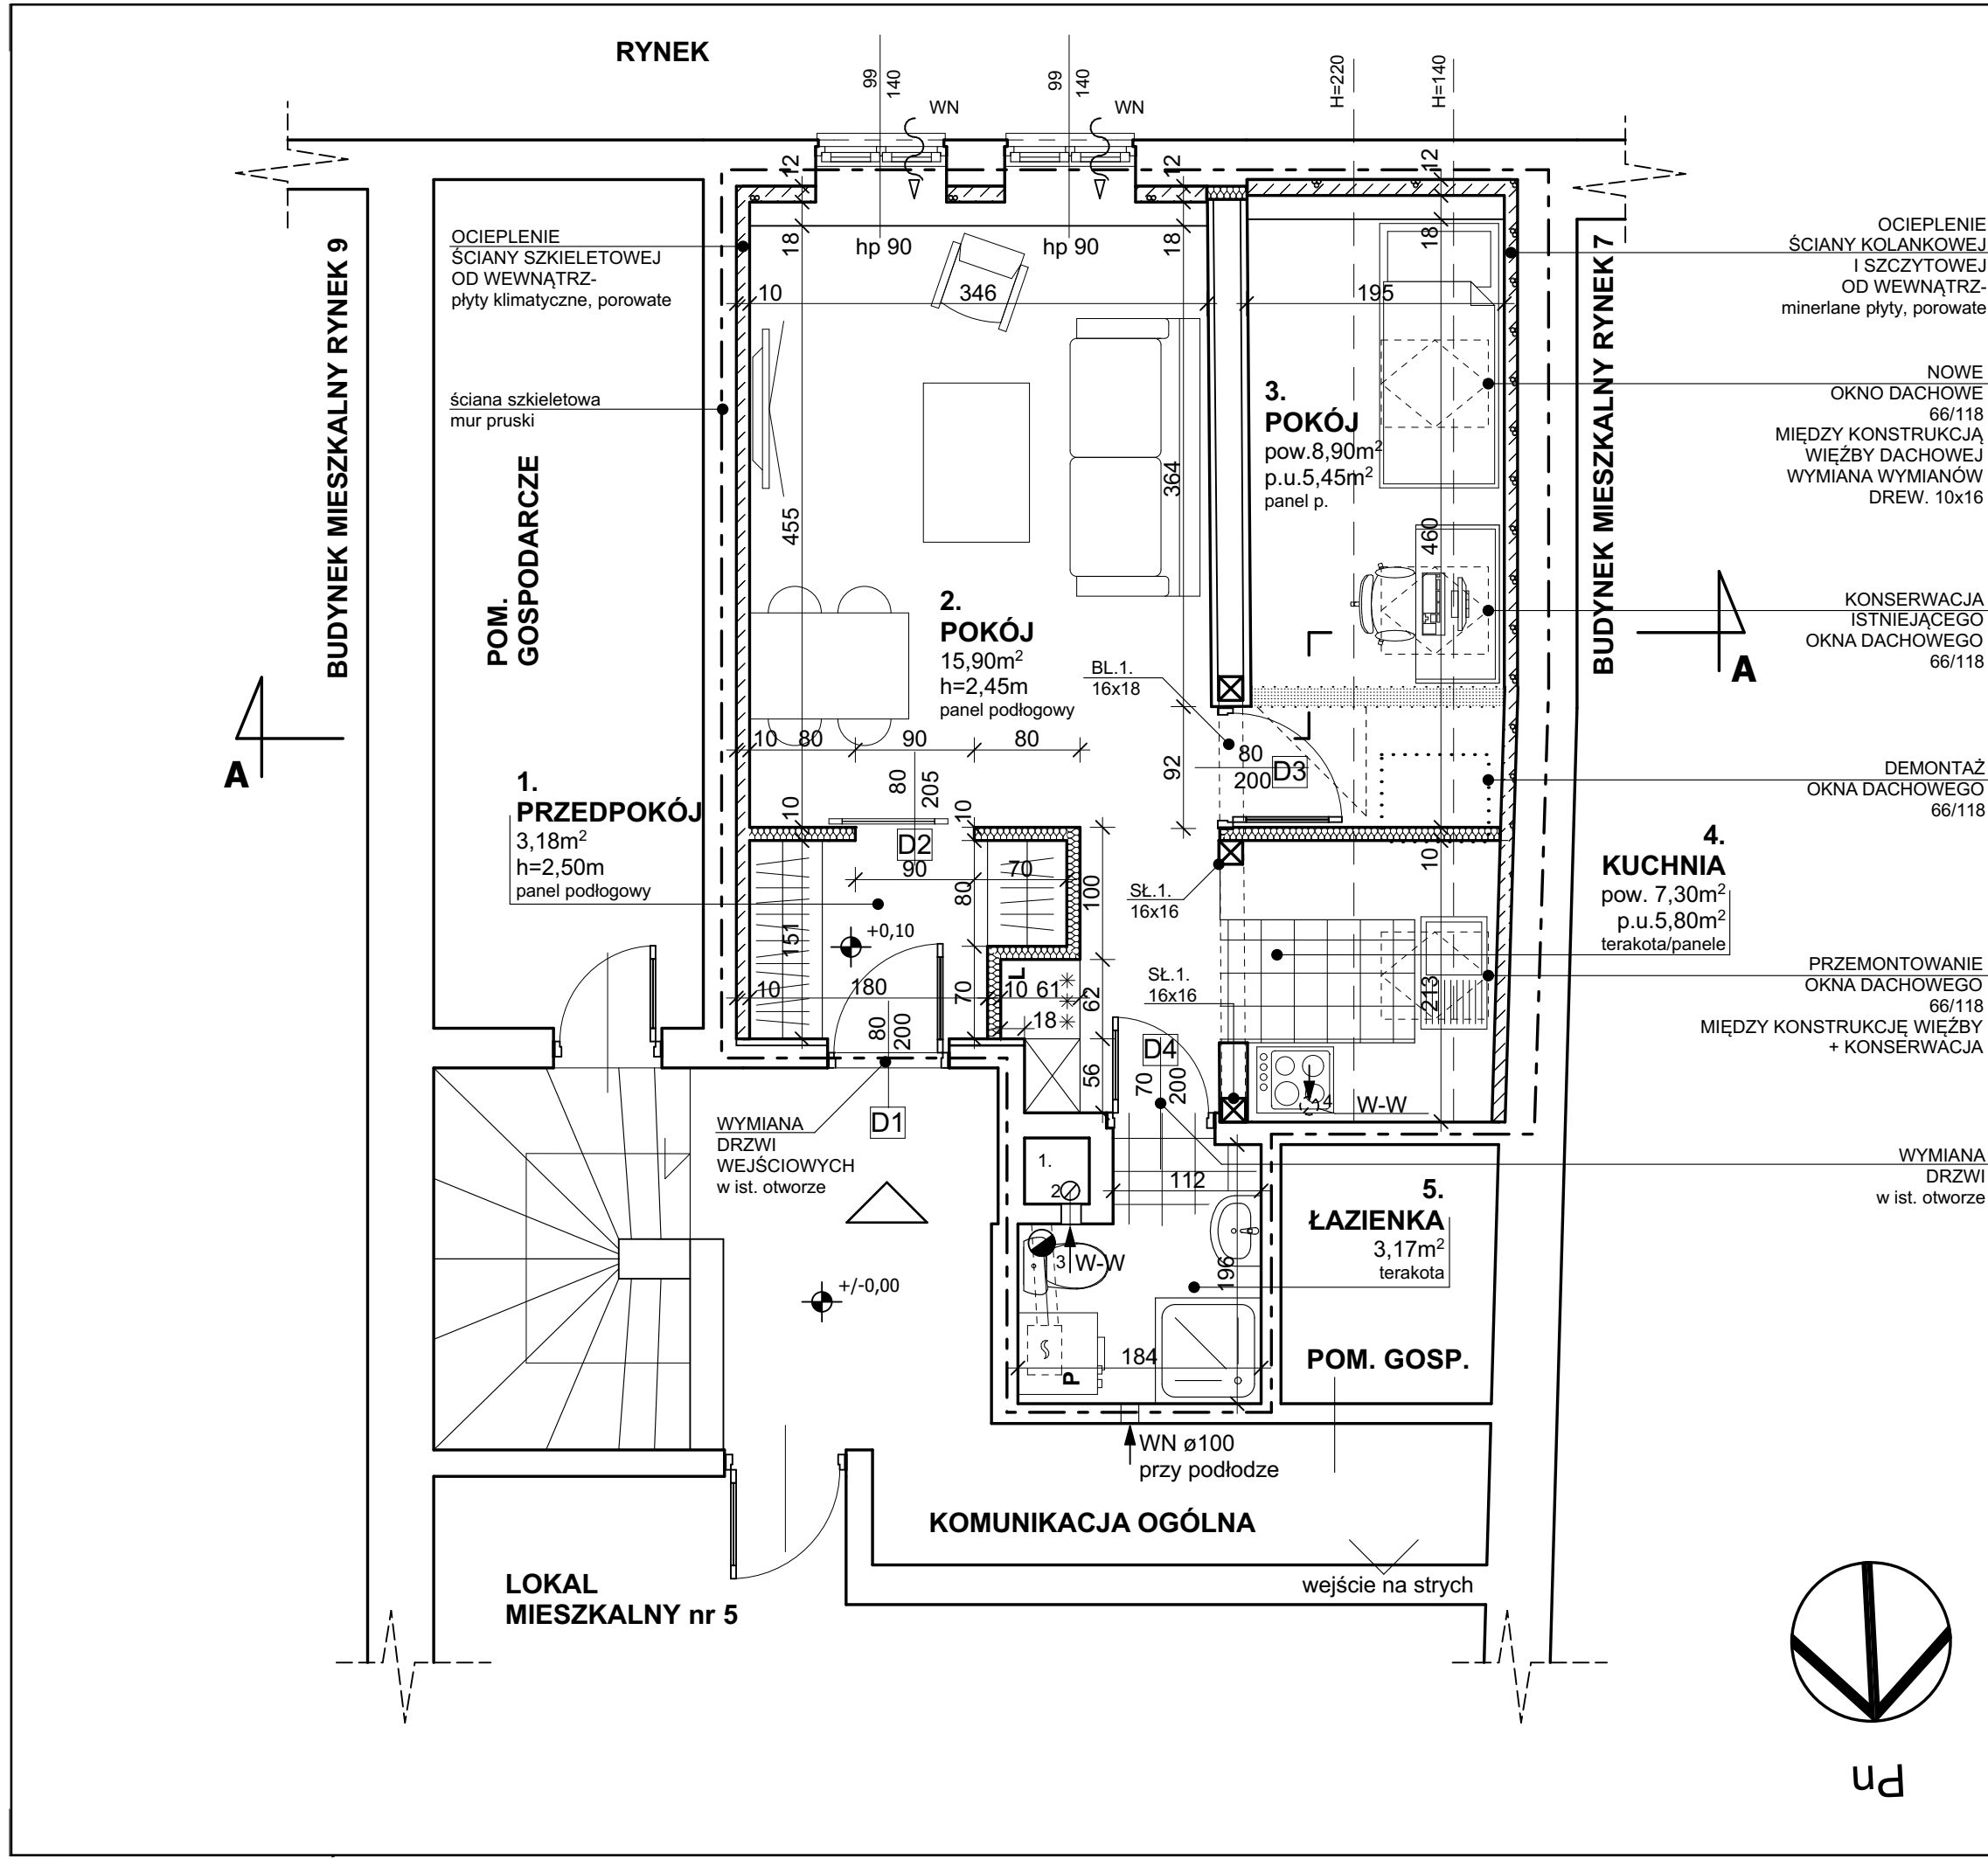 RYNEK
99
140
WN
99
140
WN
H=220
H=140
12
12
12
18
18
18
hp 90
hp 90
BUDYNEK MIESZKALNY RYNEK 9
OCIEPLENIE
ŚCIANY SZKIELETOWEJ
OD WEWNĄTRZ-
płyty klimatyczne, porowate
ściana szkieletowa
mur pruski
POM.
GOSPODARCZE
10
346
195
455
364
460
3.
POKÓJ
pow.8,90m²
p.u.5,45m²
panel p.
2.
POKÓJ
15,90m²
h=2,45m
panel podłogowy
BL.1.
16x18
BUDYNEK MIESZKALNY RYNEK 7
OCIEPLENIE
ŚCIANY KOLANKOWEJ
I SZCZYTOWEJ
OD WEWNĄTRZ-
minerlane płyty, porowate
NOWE
OKNO DACHOWE
66/118
MIĘDZY KONSTRUKCJĄ
WIĘŹBY DACHOWEJ
WYMIANA WYMIANÓW
DREW. 10x16
KONSERWACJA
ISTNIEJĄCEGO
OKNA DACHOWEGO
66/118
A
A
DEMONTAŻ
OKNA DACHOWEGO
66/118
10
80
90
80
80
205
92
80
200
D3
1.
PRZEDPOKÓJ
3,18m²
h=2,50m
panel podłogowy
10
10
10
D2
90
70
80
100
151
+0,10
SŁ.1.
16x16
4.
KUCHNIA
pow. 7,30m²
p.u.5,80m²
terakota/panele
PRZEMONTOWANIE
OKNA DACHOWEGO
66/118
MIĘDZY KONSTRUKCJĘ WIĘŹBY
+ KONSERWACJA
10
180
70
L
10
61
62
18
SŁ.1.
16x16
213
80
200
56
D4
70
200
4
W-W
D1
WYMIANA
DRZWI
WEJŚCIOWYCH
w ist. otworze
WYMIANA
DRZWI
w ist. otworze
1.
2
112
3
W-W
196
5.
ŁAZIENKA
3,17m²
terakota
+/-0,00
184
P
POM. GOSP.
WN ø100
przy podłodze
KOMUNIKACJA OGÓLNA
wejście na strych
LOKAL
MIESZKALNY nr 5
Pn